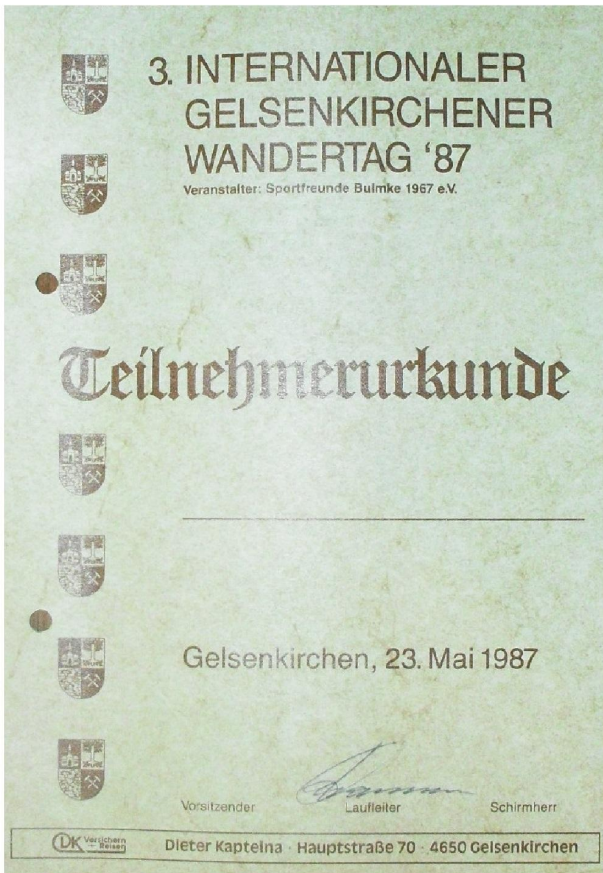 3. INTERNATIONALER
GELSENKIRCHENER
WANDERTAG ‘87
Veranstalter: Sportfreunde Bulmke 1967 e.V.
Teilnehmerurkunde
Gelsenkirchen, 23. Mai 1987
Vorsitzender Laufleiter Schirmherr
CDK Versichern + Reisen Dieter Kapteina · Hauptstraße 70 · 4650 Gelsenkirchen